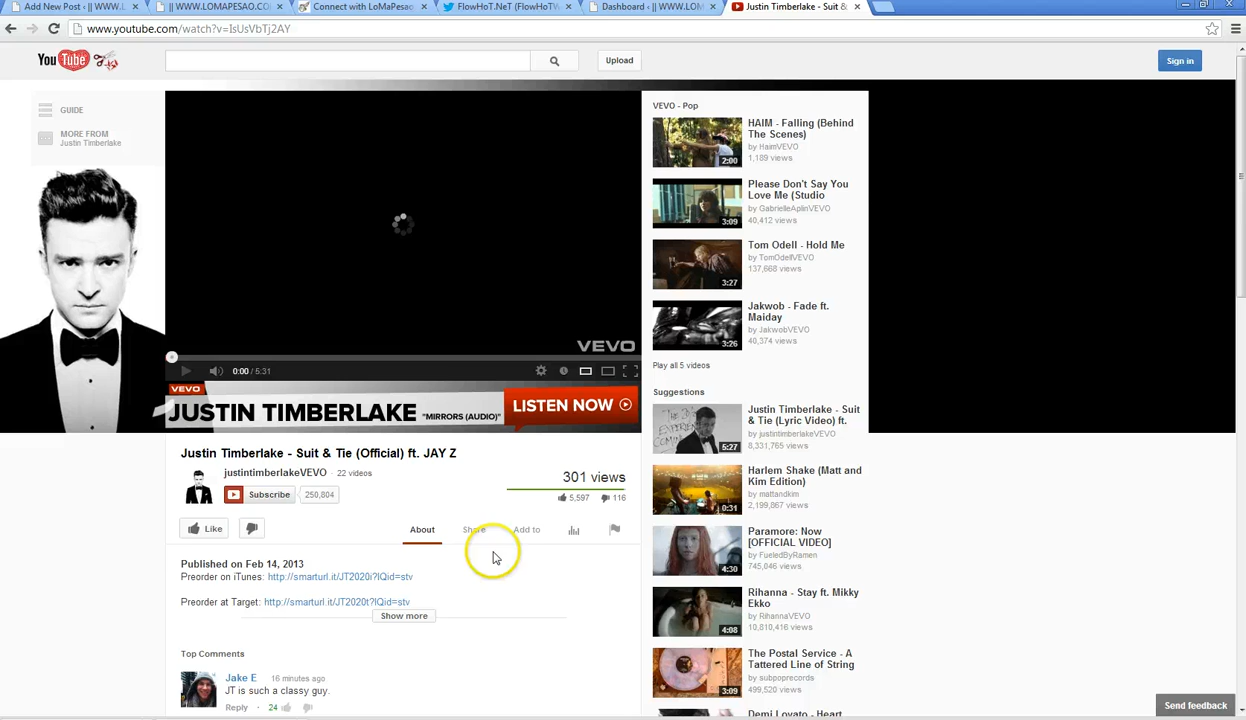 Add New Post ‹ || WWW.L
|| WWW.LOMAPESAO.CO
Connect with LoMaPesao
FlowHoT.NeT (FlowHoTW
Dashboard ‹ || WWW.LOM
Justin Timberlake - Suit &
www.youtube.com/watch?v=IsUsVbTj2AY
YouTube
Upload
Sign in
GUIDE
MORE FROM
Justin Timberlake
VEVO
0:00 / 5:31
VEVO
JUSTIN TIMBERLAKE "MIRRORS (AUDIO)" LISTEN NOW
Justin Timberlake - Suit & Tie (Official) ft. JAY Z
justintimberlakeVEVO · 22 videos
Subscribe 250,804
301 views
5,597 116
Like
About Share Add to
Published on Feb 14, 2013
Preorder on iTunes: http://smarturl.it/JT2020i?IQid=stv
Preorder at Target: http://smarturl.it/JT2020t?IQid=stv
Show more
Top Comments
Jake E 16 minutes ago
JT is such a classy guy.
Reply · 24
VEVO - Pop
HAIM - Falling (Behind
The Scenes)
by HaimVEVO
1,189 views
2:00
Please Don't Say You
Love Me (Studio
by GabrielleAplinVEVO
40,412 views
3:09
Tom Odell - Hold Me
by TomOdellVEVO
137,668 views
3:27
Jakwob - Fade ft.
Maiday
by JakwobVEVO
40,374 views
3:26
Play all 5 videos
Suggestions
Justin Timberlake - Suit
& Tie (Lyric Video) ft.
by justintimberlakeVEVO
8,331,765 views
5:27
Harlem Shake (Matt and
Kim Edition)
by mattandkim
2,199,867 views
0:31
Paramore: Now
[OFFICIAL VIDEO]
by FueledByRamen
745,046 views
4:30
Rihanna - Stay ft. Mikky
Ekko
by RihannaVEVO
10,810,416 views
4:08
The Postal Service - A
Tattered Line of String
by subpoprecords
499,520 views
3:09
Demi Lovato - Heart
Send feedback